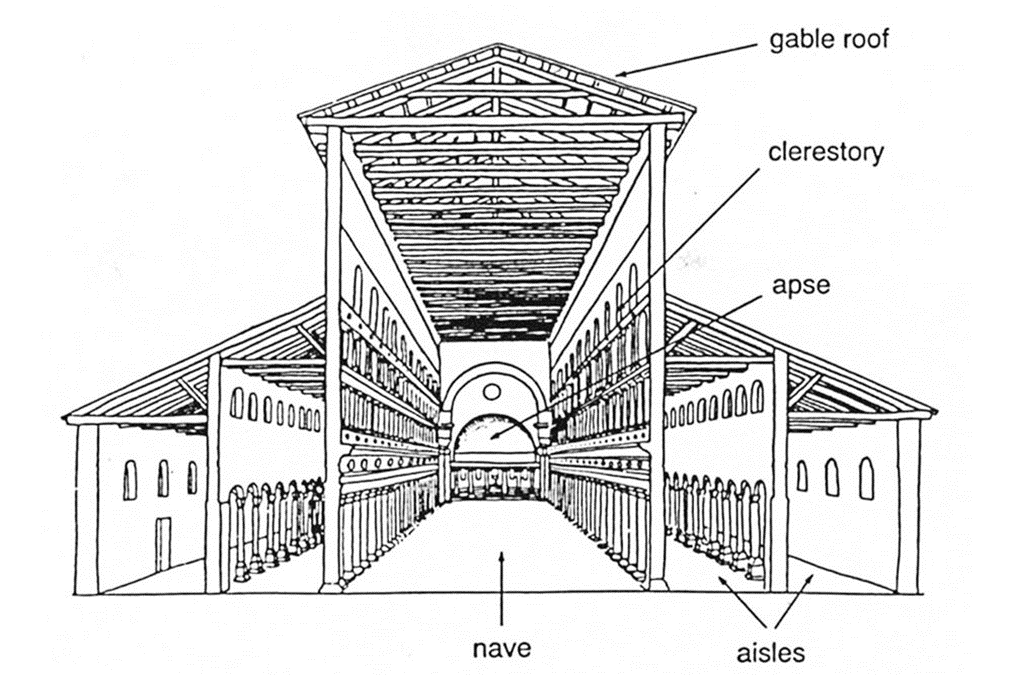 gable roof
clerestory
apse
nave
aisles